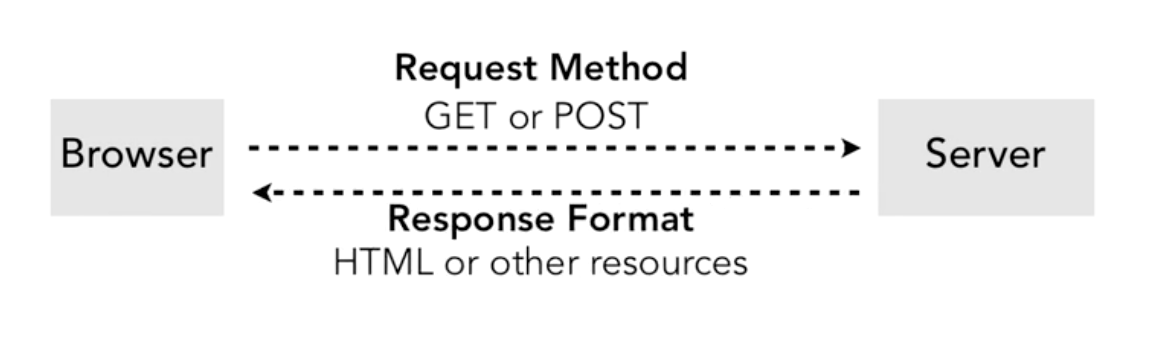 Request Method
GET or POST
Browser
Server
Response Format
HTML or other resources